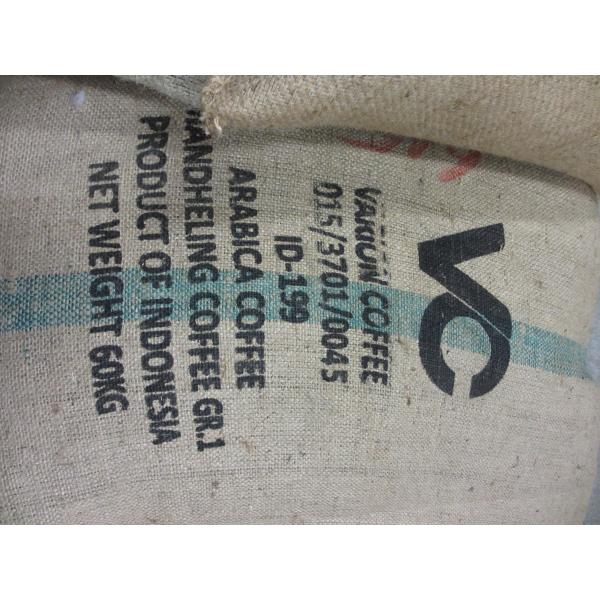 VC
VARION COFFEE
015/3701/0045
ID-199
ARABICA COFFEE
MANDHELING COFFEE GR.1
PRODUCT OF INDONESIA
NET WEIGHT 60KG